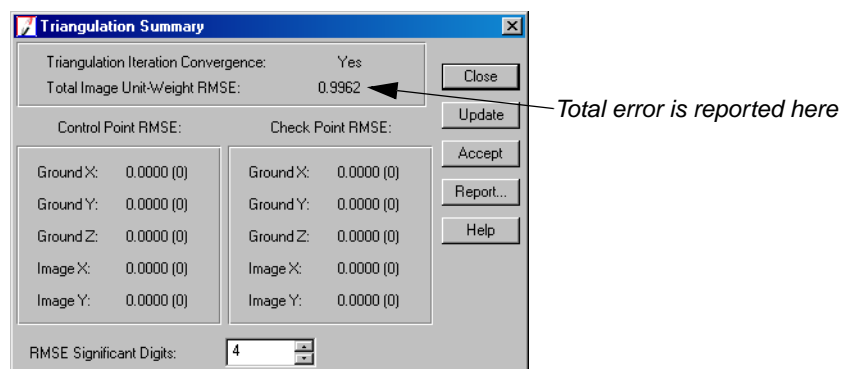 Triangulation Summary
Triangulation Iteration Convergence: Yes
Total Image Unit-Weight RMSE: 0.9962
Total error is reported here
Close
Update
Accept
Report...
Help
Control Point RMSE:
Ground X: 0.0000 (0)
Ground Y: 0.0000 (0)
Ground Z: 0.0000 (0)
Image X: 0.0000 (0)
Image Y: 0.0000 (0)
Check Point RMSE:
Ground X: 0.0000 (0)
Ground Y: 0.0000 (0)
Ground Z: 0.0000 (0)
Image X: 0.0000 (0)
Image Y: 0.0000 (0)
RMSE Significant Digits: 4